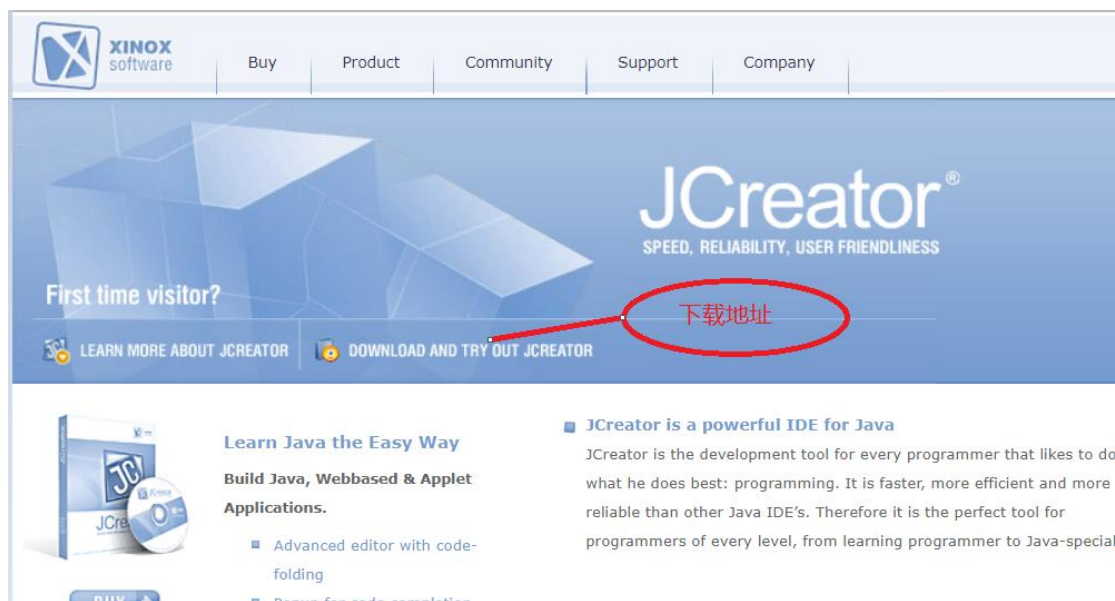 XINOX
software
Buy
Product
Community
Support
Company
JCreator®
SPEED, RELIABILITY, USER FRIENDLINESS
First time visitor?
下载地址
LEARN MORE ABOUT JCREATOR
DOWNLOAD AND TRY OUT JCREATOR
Learn Java the Easy Way
Build Java, Webbased & Applet
Applications.
Advanced editor with code-
folding
JCreator is a powerful IDE for Java
JCreator is the development tool for every programmer that likes to do
what he does best: programming. It is faster, more efficient and more
reliable than other Java IDE's. Therefore it is the perfect tool for
programmers of every level, from learning programmer to Java-special